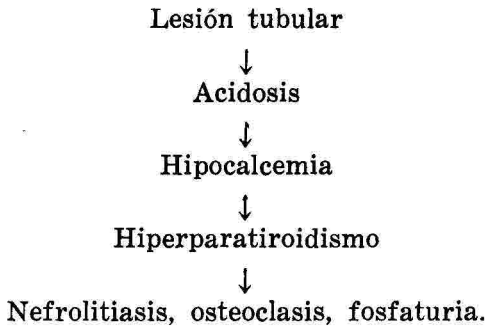 Lesión tubular
↓
Acidosis
↓
Hipocalcemia
↓
Hiperparatiroidismo
↓
Nefrolitiasis, osteoclasis, fosfaturia.